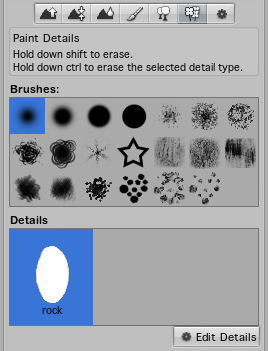 Paint Details
Hold down shift to erase.
Hold down ctrl to erase the selected detail type.
Brushes:
Details
rock
Edit Details